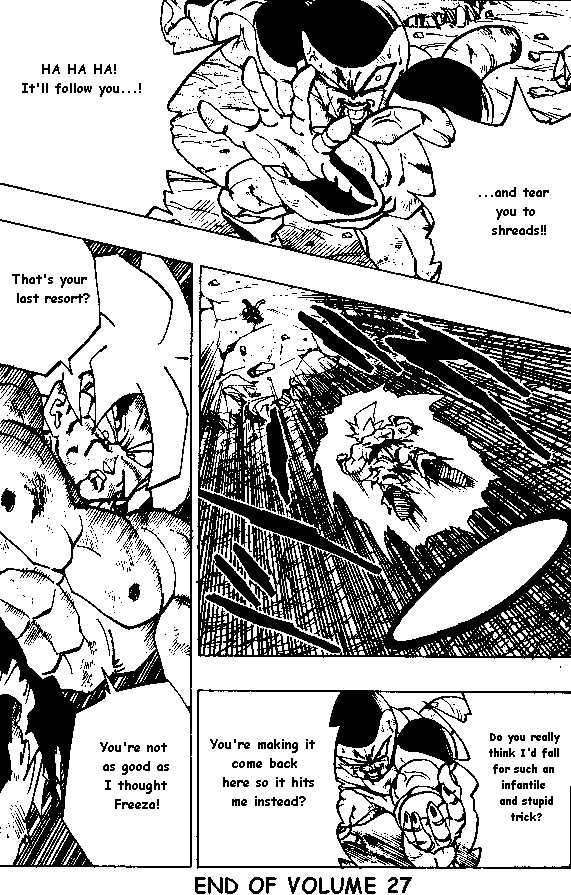 HA HA HA!
It'll follow you...!
...and tear
you to
shreads!!
That's your
last resort?
You're not
as good as
I thought
Freeza!
You're making it
come back
here so it hits
me instead?
Do you really
think I'd fall
for such an
infantile
and stupid
trick?
END OF VOLUME 27